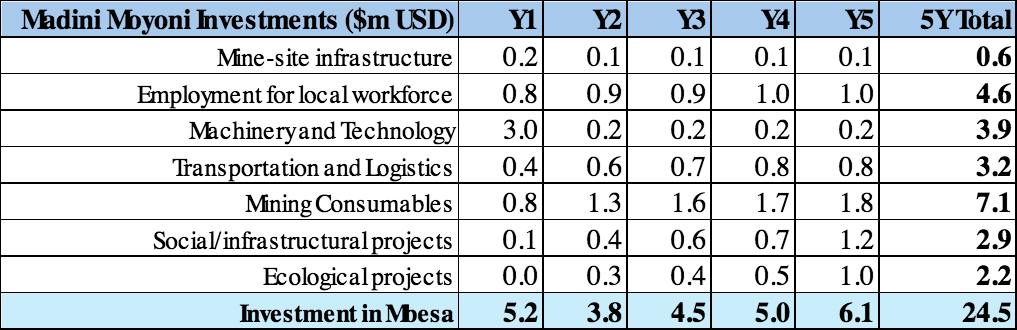 Madini Moyoni Investments ($m USD) Y1 Y2 Y3 Y4 Y5 5Y Total
Mine-site infrastructure 0.2 0.1 0.1 0.1 0.1 0.6
Employment for local workforce 0.8 0.9 0.9 1.0 1.0 4.6
Machinery and Technology 3.0 0.2 0.2 0.2 0.2 3.9
Transportation and Logistics 0.4 0.6 0.7 0.8 0.8 3.2
Mining Consumables 0.8 1.3 1.6 1.7 1.8 7.1
Social/infrastructural projects 0.1 0.4 0.6 0.7 1.2 2.9
Ecological projects 0.0 0.3 0.4 0.5 1.0 2.2
Investment in Mbesa 5.2 3.8 4.5 5.0 6.1 24.5